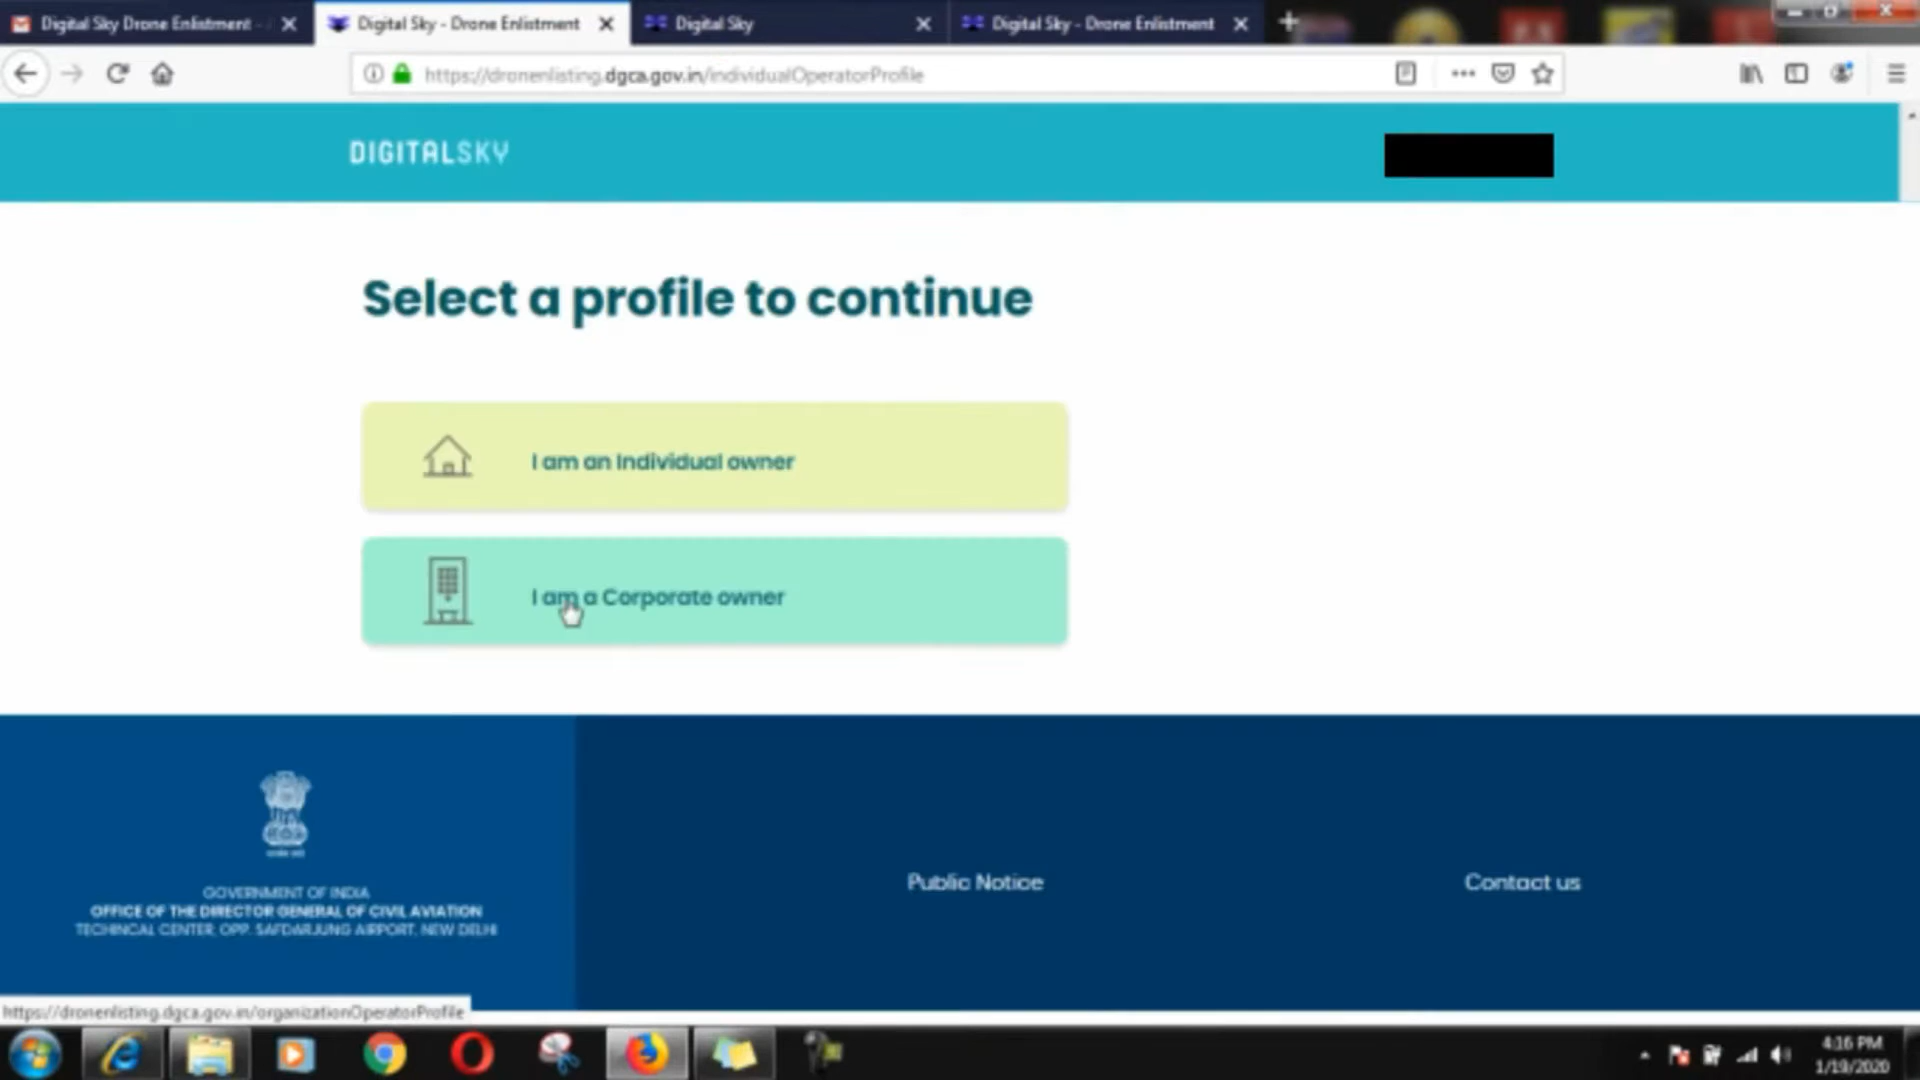 Digital Sky Drone Enlistment -
Digital Sky - Drone Enlistment
Digital Sky
Digital Sky - Drone Enlistment
https://dronenlisting.dgca.gov.in/individualOperatorProfile
DIGITALSKY
Select a profile to continue
I am an Individual owner
I am a Corporate owner
GOVERNMENT OF INDIA
OFFICE OF THE DIRECTOR GENERAL OF CIVIL AVIATION
TECHINCAL CENTER, OPP. SAFDARJUNG AIRPORT, NEW DELHI
Public Notice
Contact us
https://dronenlisting.dgca.gov.in/organizationOperatorProfile
4:16 PM
1/19/2020